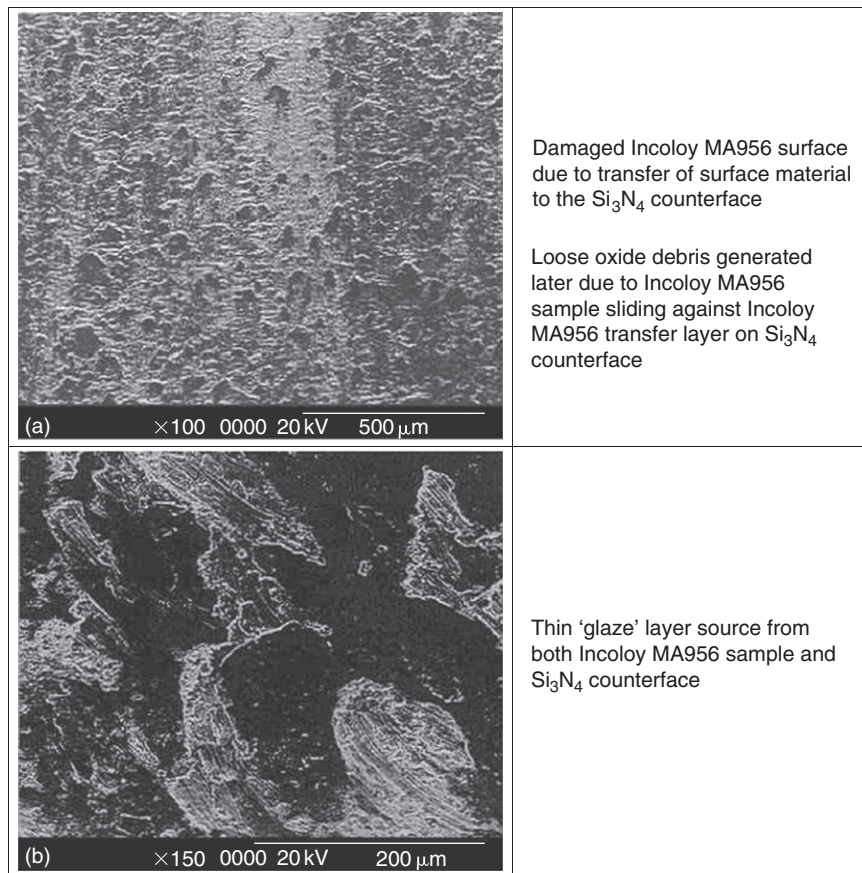 Damaged Incoloy MA956 surface
due to transfer of surface material
to the Si₃N₄ counterface
Loose oxide debris generated
later due to Incoloy MA956
sample sliding against Incoloy
MA956 transfer layer on Si₃N₄
counterface
(a) ×100 0000 20 kV 500 μm
Thin ‘glaze’ layer source from
both Incoloy MA956 sample and
Si₃N₄ counterface
(b) ×150 0000 20 kV 200 μm